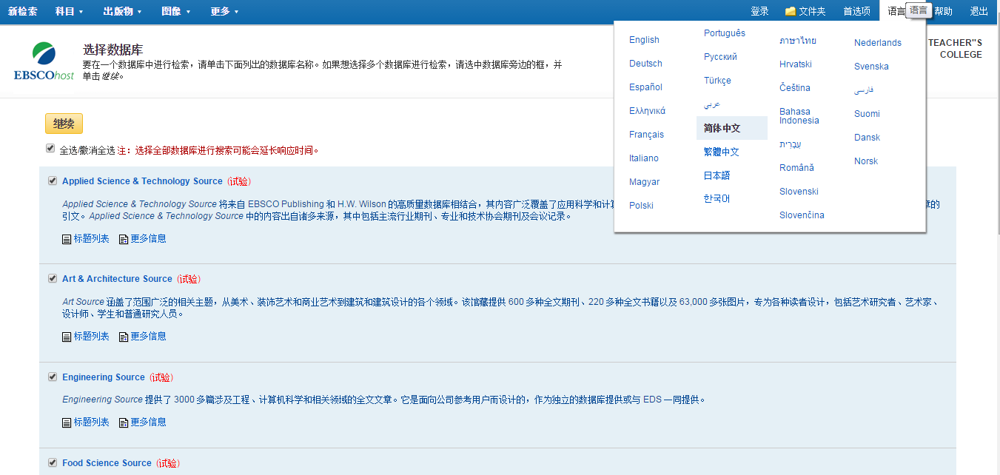 新检索 科目 出版物 图像 更多 登录 文件夹 首选项 语言 语言 帮助 退出
EBSCOhost
选择数据库
要在一个数据库中进行检索，请单击下面列出的数据库名称。如果想选择多个数据库进行检索，请选中数据库旁边的框，并
单击继续。
TEACHER"S
COLLEGE
English
Deutsch
Español
Ελληνικά
Français
Italiano
Magyar
Polski
Português
Русский
Türkçe
عربي
简体中文
繁體中文
日本語
한국어
ภาษาไทย
Hrvatski
Čeština
Bahasa
Indonesia
עִבְרִית
Română
Slovenski
Slovenčina
Nederlands
Svenska
فارسی
Suomi
Dansk
Norsk
继续
全选/撤消全选 注：选择全部数据库进行搜索可能会延长响应时间。
Applied Science & Technology Source (试验)
Applied Science & Technology Source 将来自 EBSCO Publishing 和 H.W. Wilson 的高质量数据库相结合，其内容广泛覆盖了应用科学和计算 章的
引文。Applied Science & Technology Source 中的内容出自诸多来源，其中包括主流行业期刊、专业和技术协会期刊及会议记录。
标题列表 更多信息
Art & Architecture Source (试验)
Art Source 涵盖了范围广泛的相关主题，从美术、装饰艺术和商业艺术到建筑和建筑设计的各个领域。该馆藏提供 600 多种全文期刊、220 多种全文书籍以及 63,000 多张图片，专为各种读者设计，包括艺术研究者、艺术家、
设计师、学生和普通研究人员。
标题列表 更多信息
Engineering Source (试验)
Engineering Source 提供了 3000 多篇涉及工程、计算机科学和相关领域的全文文章。它是面向公司参考用户而设计的，作为独立的数据库提供或与 EDS 一同提供。
标题列表 更多信息
Food Science Source (试验)